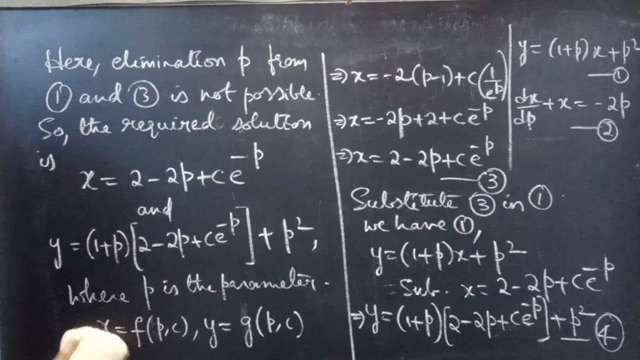 Here, elimination p from
① and ③ is not possible.
So, the required solution
is
x = 2 - 2p + ce^-p
and
y = (1+p)[2 - 2p + ce^-p] + p²,
where p is the parameter.
x = f(p,c), y = g(p,c)
⇒ x = -2(p-1) + c(1/e^p)
⇒ x = -2p + 2 + ce^-p
⇒ x = 2 - 2p + ce^-p
③
Substitute ③ in ①
we have ①,
y = (1+p)x + p²
Sub. x = 2 - 2p + ce^-p
⇒ y = (1+p)[2 - 2p + ce^-p] + p² ④
y = (1+p)x + p²
①
dx/dp + x = -2p
②